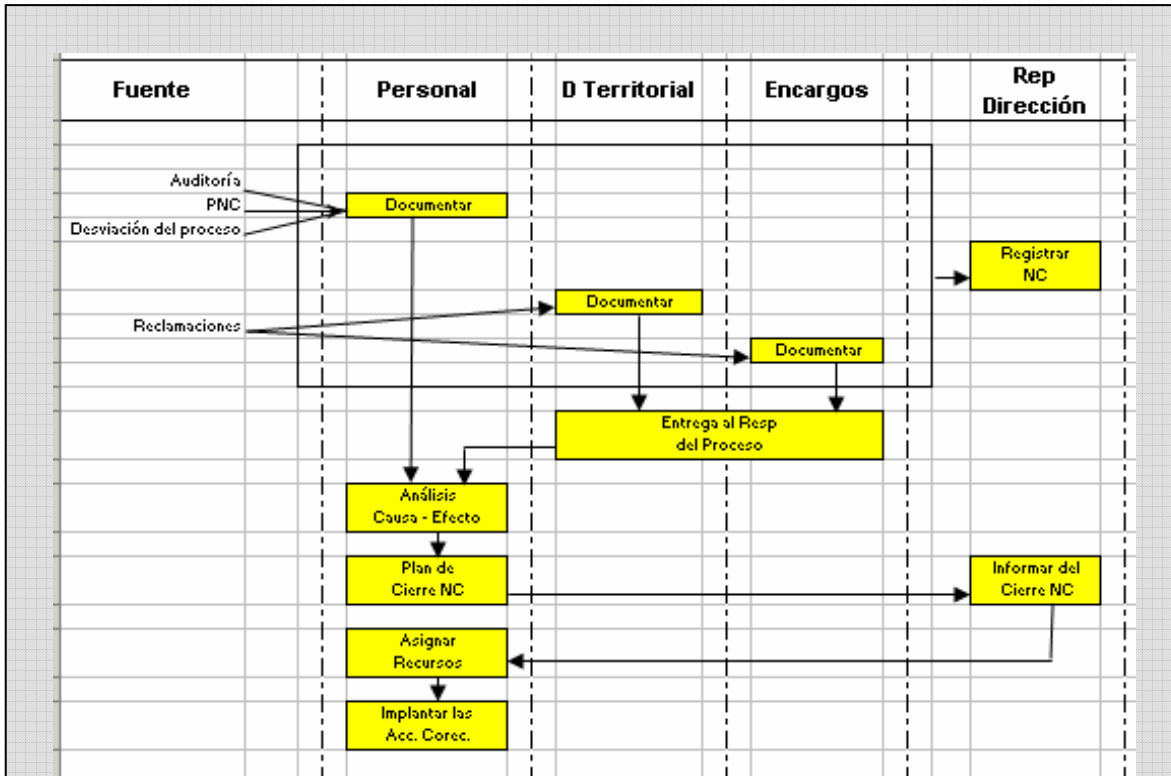 Fuente
Personal
D Territorial
Encargos
Rep
Dirección
Auditoría
PNC
Desviación del proceso
Documentar
Registrar
NC
Documentar
Reclamaciones
Documentar
Entrega al Resp
del Proceso
Análisis
Causa - Efecto
Plan de
Cierre NC
Informar del
Cierre NC
Asignar
Recursos
Implantar las
Acc. Corec.